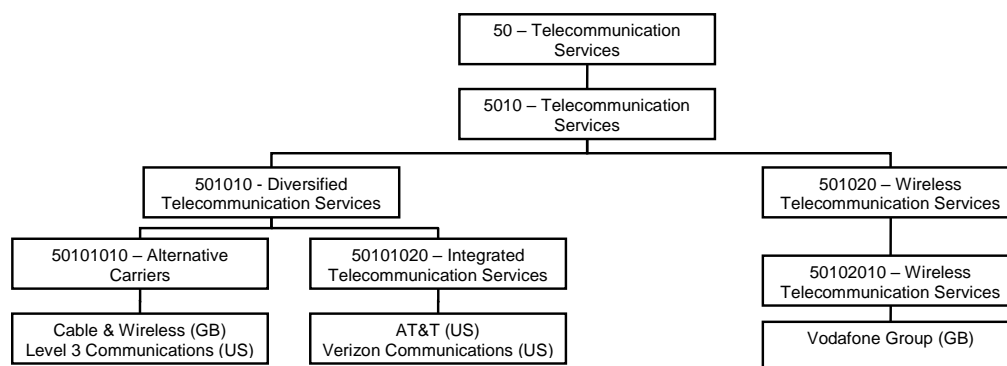 50 – Telecommunication
Services
5010 – Telecommunication
Services
501010 - Diversified
Telecommunication Services
501020 – Wireless
Telecommunication Services
50101010 – Alternative
Carriers
50101020 – Integrated
Telecommunication Services
50102010 – Wireless
Telecommunication Services
Cable & Wireless (GB)
Level 3 Communications (US)
AT&T (US)
Verizon Communications (US)
Vodafone Group (GB)